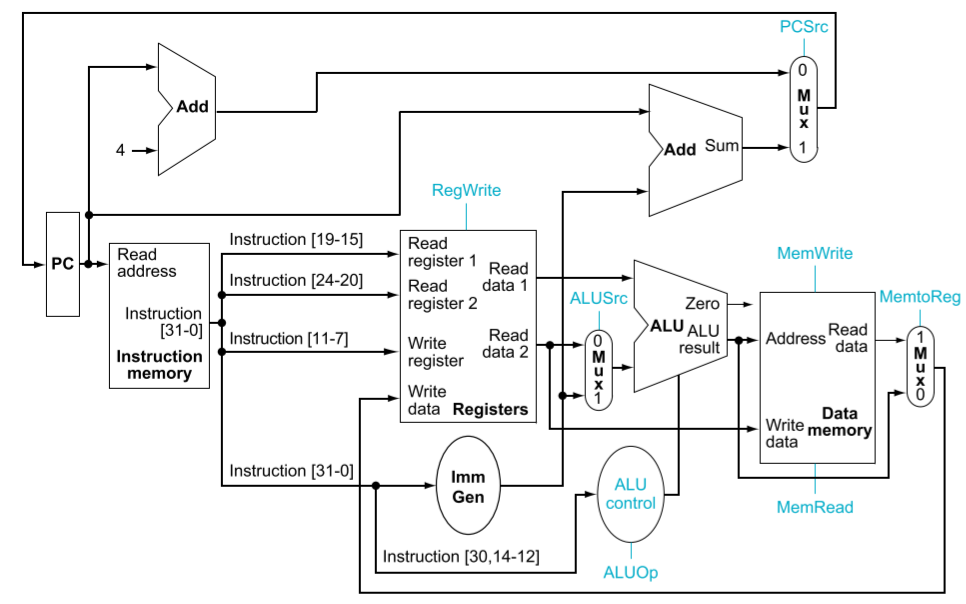 PCSrc
0
M
u
x
1
Add
4
Add Sum
RegWrite
PC
Read
address
Instruction
[31-0]
Instruction
memory
Instruction [19-15]
Instruction [24-20]
Instruction [11-7]
Read
register 1
Read
register 2
Write
register
Write
data
Read
data 1
Read
data 2
Registers
ALUSrc
0
M
u
x
1
Zero
ALU ALU
result
MemWrite
Address
Read
data
Write
data
Data
memory
MemRead
MemtoReg
1
M
u
x
0
Instruction [31-0]
Imm
Gen
ALU
control
Instruction [30,14-12]
ALUOp